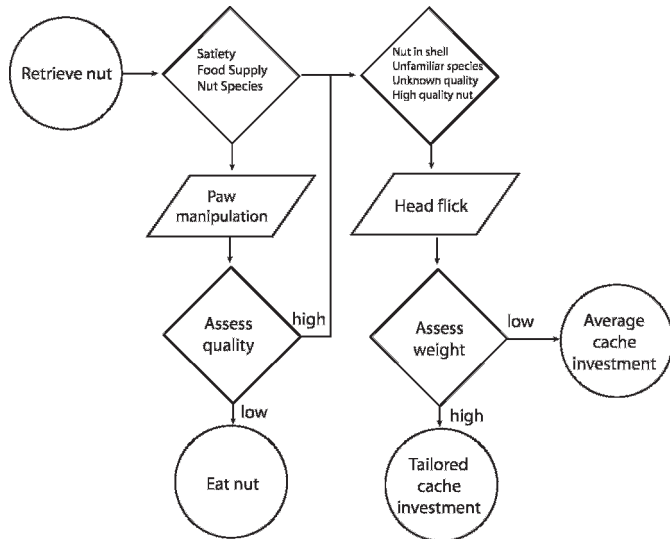 Retrieve nut
Satiety
Food Supply
Nut Species
Nut in shell
Unfamiliar species
Unknown quality
High quality nut
Paw
manipulation
Head flick
Assess
quality
high
low
Eat nut
Assess
weight
low
high
Average
cache
investment
Tailored
cache
investment